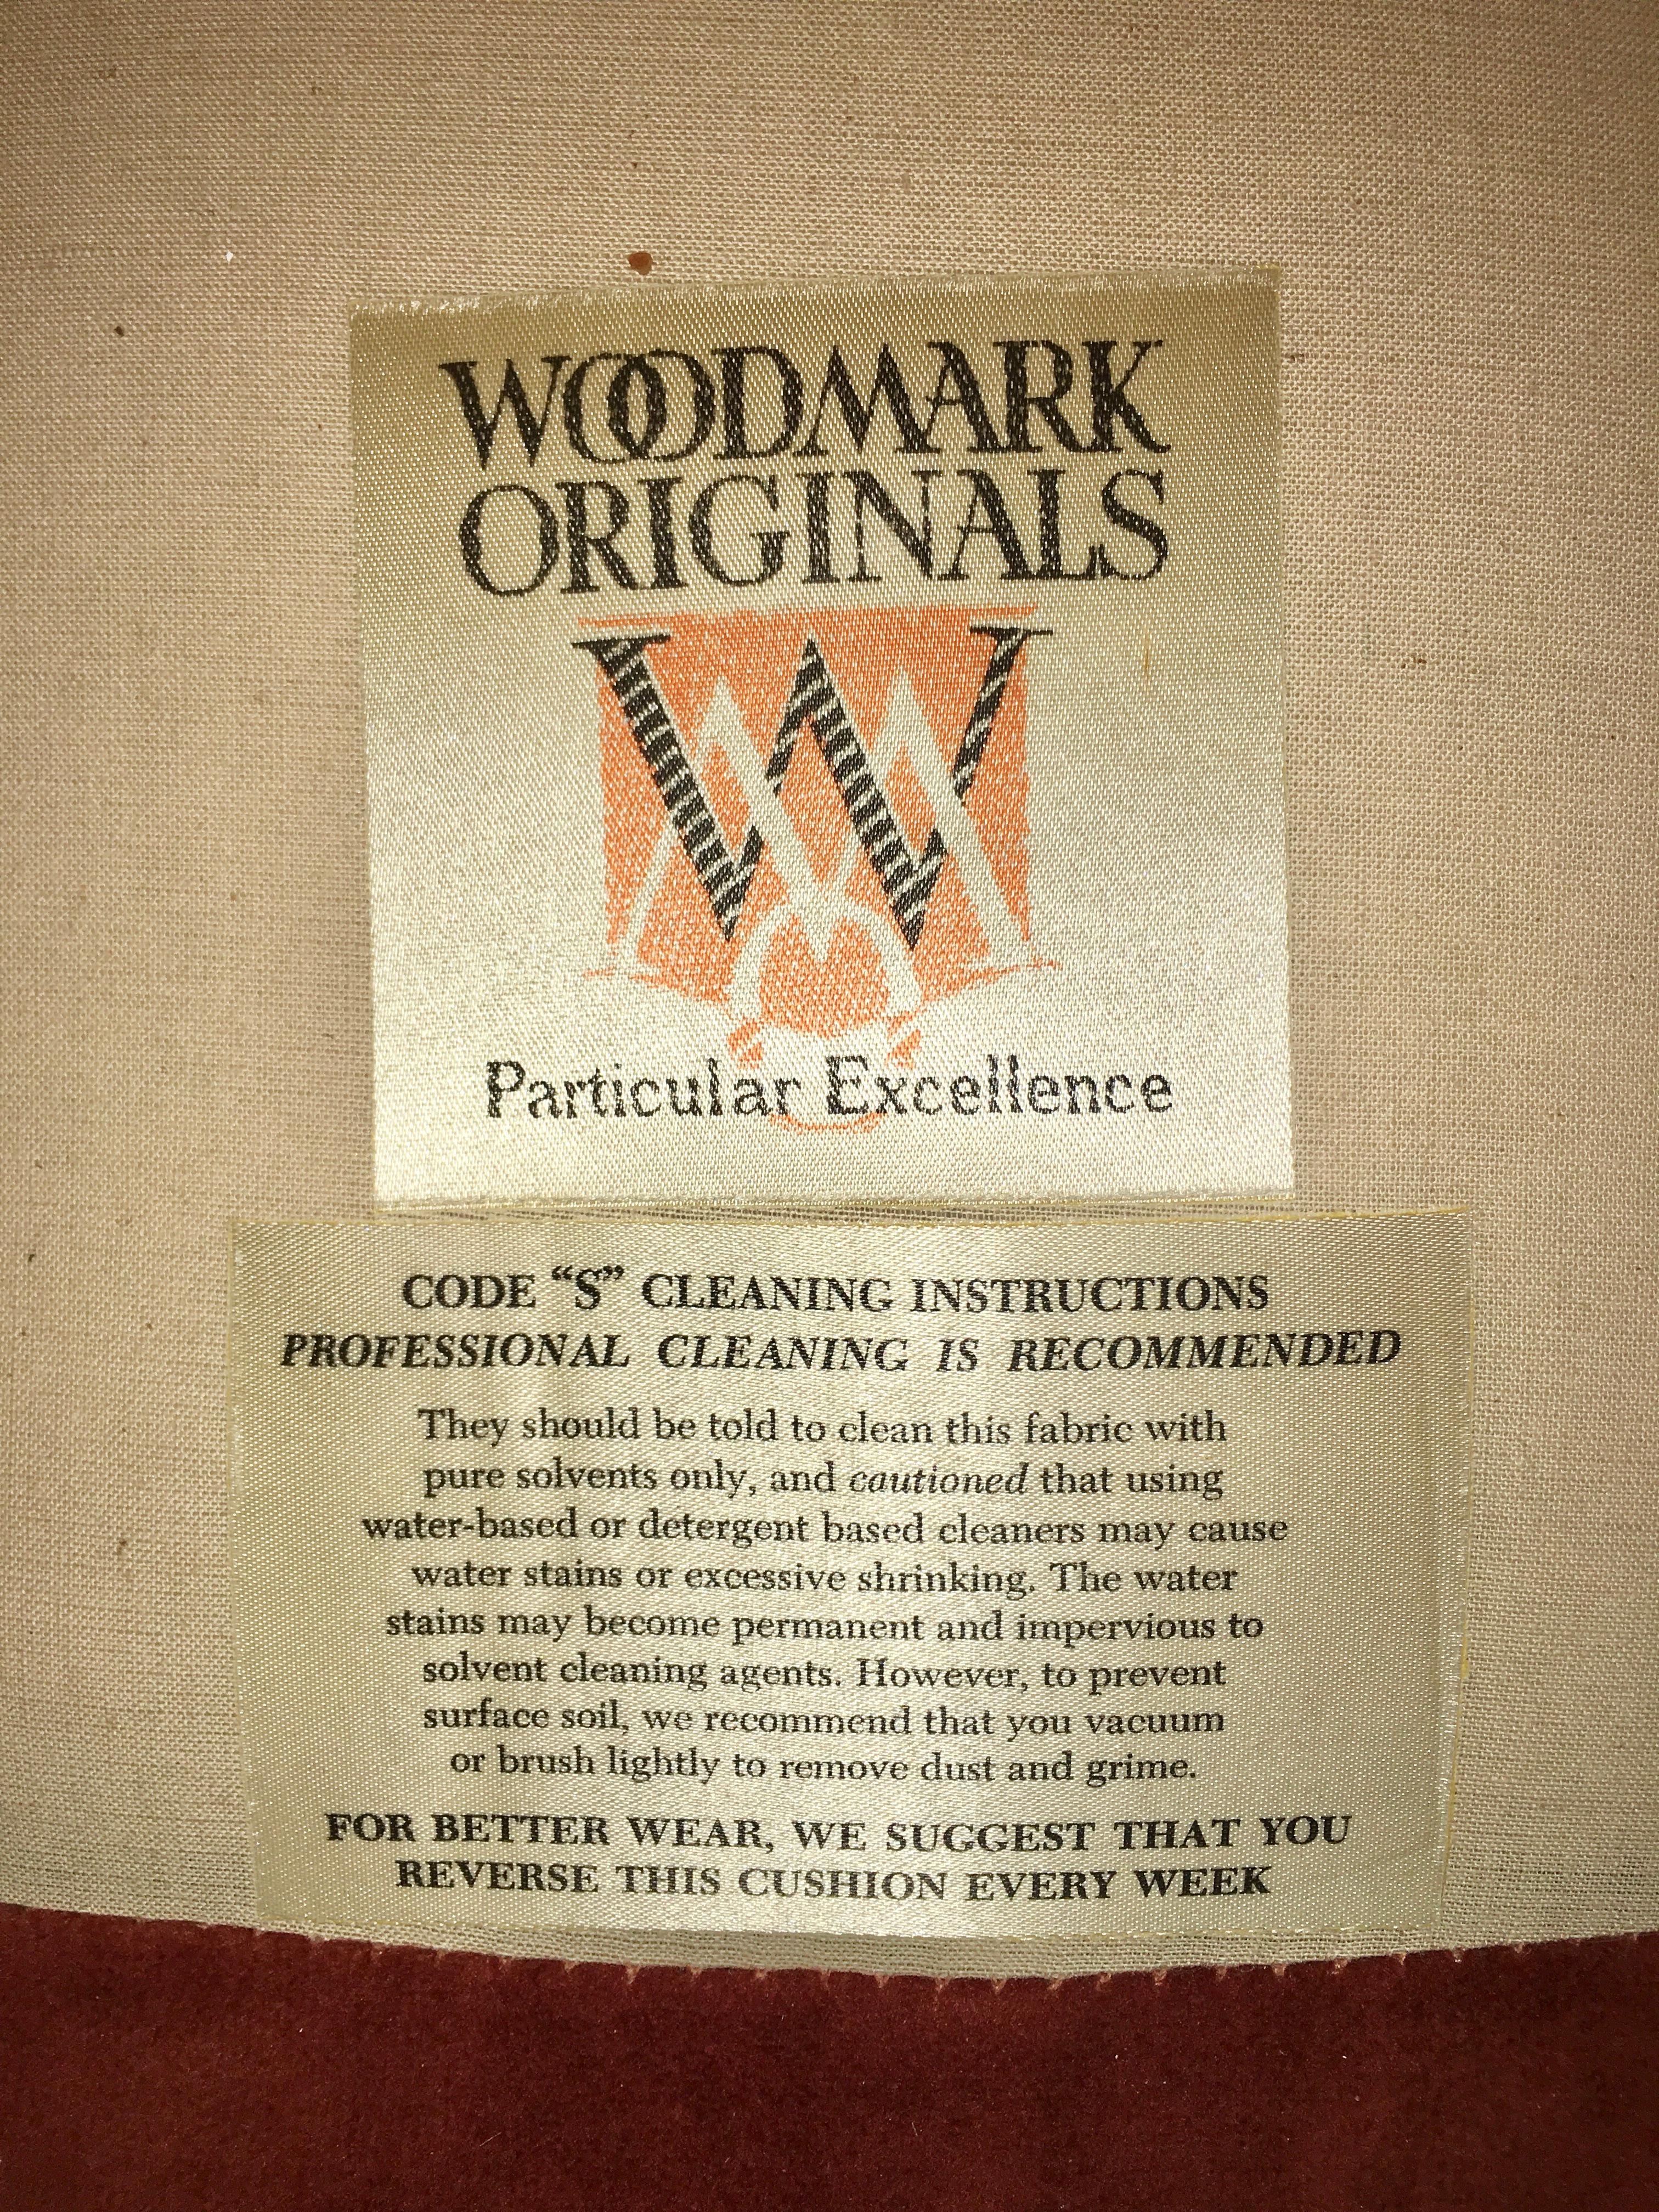 WOODMARK
ORIGINALS
W
Particular Excellence
CODE “S” CLEANING INSTRUCTIONS
PROFESSIONAL CLEANING IS RECOMMENDED
They should be told to clean this fabric with
pure solvents only, and cautioned that using
water-based or detergent based cleaners may cause
water stains or excessive shrinking. The water
stains may become permanent and impervious to
solvent cleaning agents. However, to prevent
surface soil, we recommend that you vacuum
or brush lightly to remove dust and grime.
FOR BETTER WEAR, WE SUGGEST THAT YOU
REVERSE THIS CUSHION EVERY WEEK